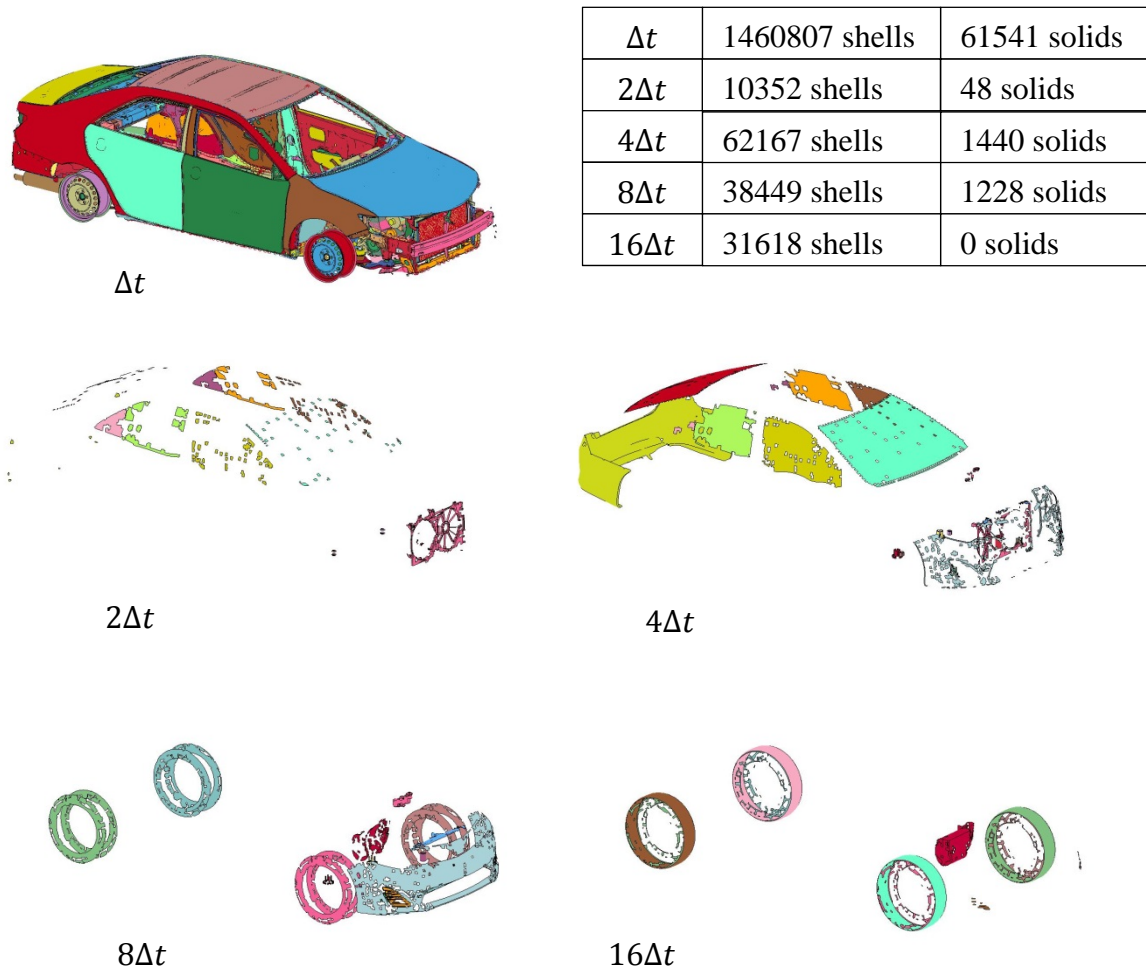 Δt 1460807 shells 61541 solids
2Δt 10352 shells 48 solids
4Δt 62167 shells 1440 solids
8Δt 38449 shells 1228 solids
16Δt 31618 shells 0 solids
Δt
2Δt
4Δt
8Δt
16Δt